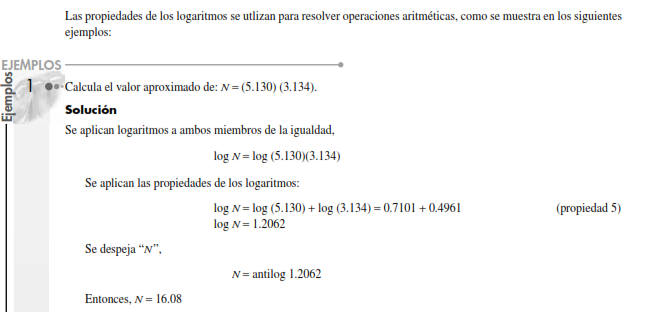 Las propiedades de los logaritmos se utlizan para resolver operaciones aritméticas, como se muestra en los siguientes
ejemplos:
EJEMPLOS
Ejemplos
1 Calcula el valor aproximado de: N = (5.130) (3.134).
Solución
Se aplican logaritmos a ambos miembros de la igualdad,
log N = log (5.130)(3.134)
Se aplican las propiedades de los logaritmos:
log N = log (5.130) + log (3.134) = 0.7101 + 0.4961 (propiedad 5)
log N = 1.2062
Se despeja “N”,
N = antilog 1.2062
Entonces, N = 16.08